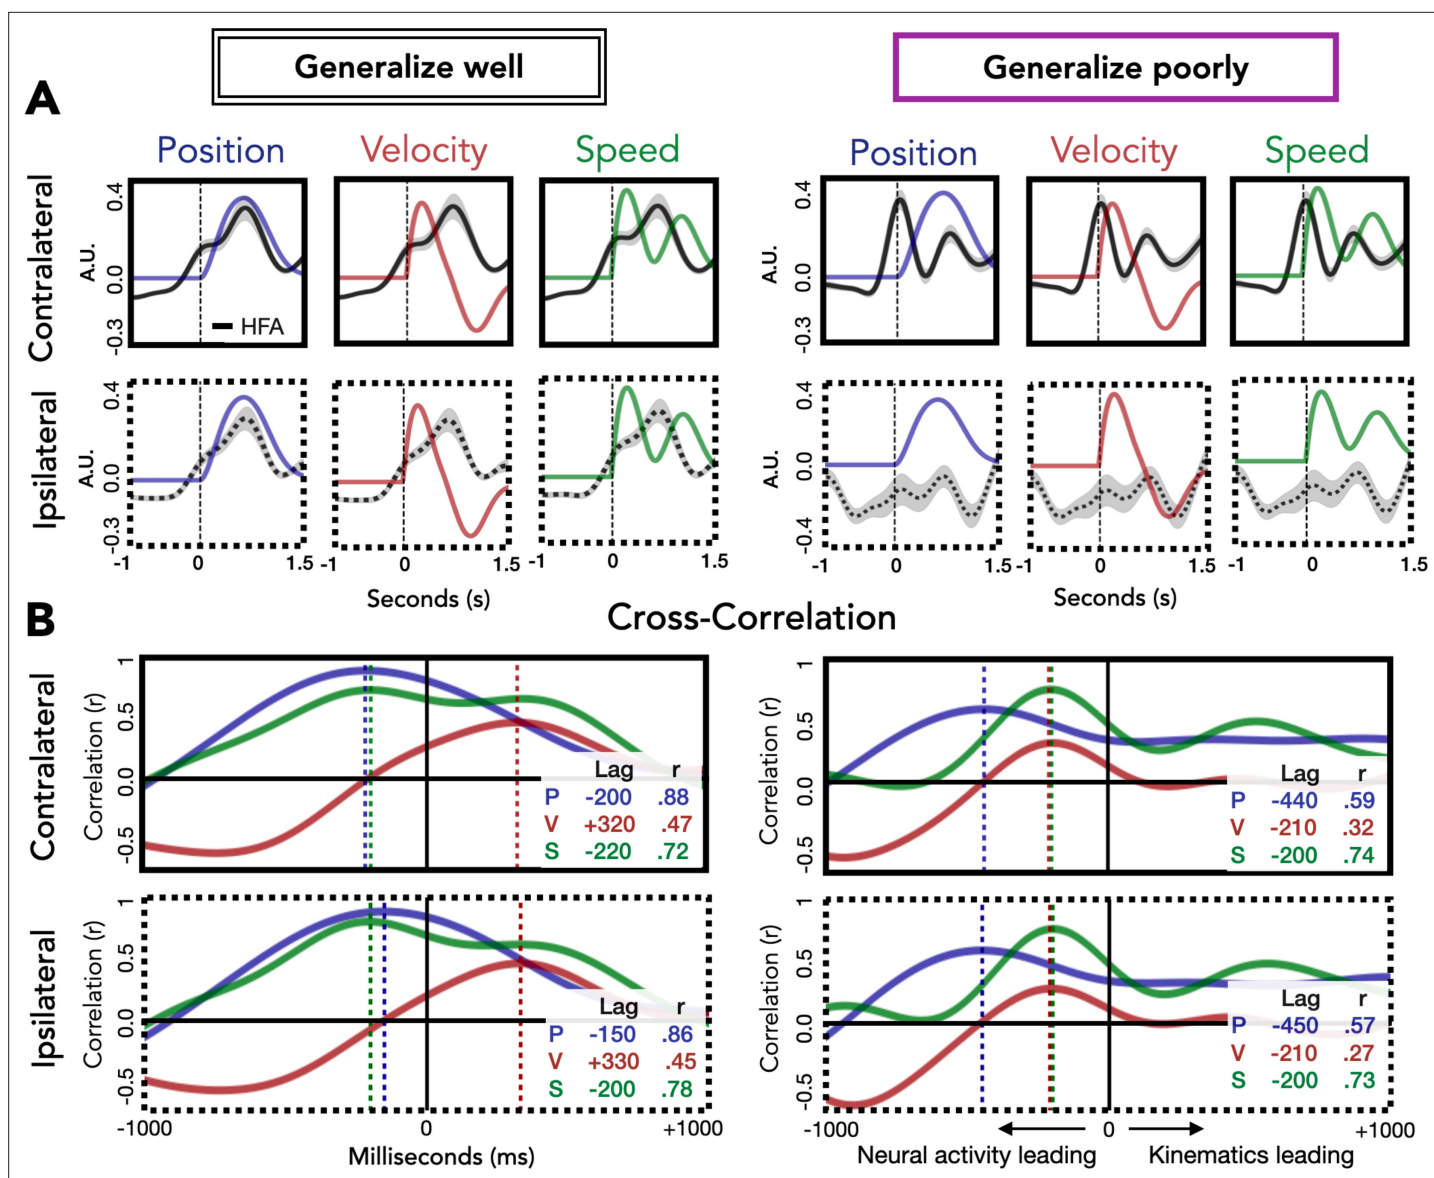 Generalize well
Generalize poorly
A
Position
Velocity
Speed
Position
Velocity
Speed
Contralateral
A.U.
0.4
0.0
-0.3
HFA
A.U.
0.4
0.0
-0.3
Ipsilateral
A.U.
0.4
0.0
-0.3
-1 0 1.5
-1 0 1.5
-1 0 1.5
A.U.
0.4
0.0
-0.4
-1 0 1.5
-1 0 1.5
-1 0 1.5
Seconds (s)
Seconds (s)
B
Cross-Correlation
Contralateral
Correlation (r)
1
0.5
0.0
-0.5
Lag r
P -200 .88
V +320 .47
S -220 .72
Correlation (r)
1
0.5
0.0
-0.5
Lag r
P -440 .59
V -210 .32
S -200 .74
Ipsilateral
Correlation (r)
1
0.5
0.0
-0.5
Lag r
P -150 .86
V +330 .45
S -200 .78
Correlation (r)
1
0.5
0.0
-0.5
Lag r
P -450 .57
V -210 .27
S -200 .73
-1000 0 +1000
-1000 0 +1000
Milliseconds (ms)
Neural activity leading
Kinematics leading